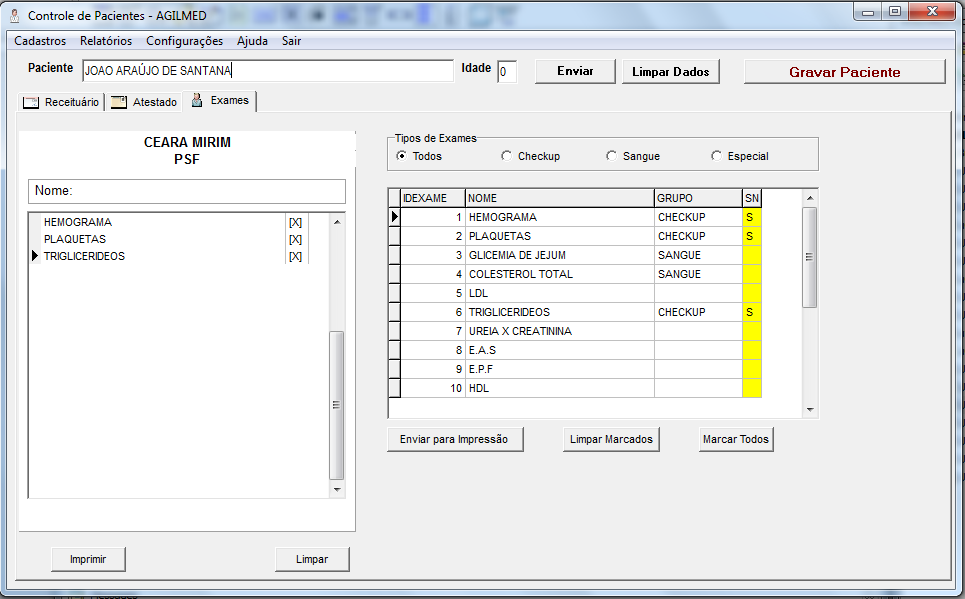 Controle de Pacientes - AGILMED
Cadastros Relatórios Configurações Ajuda Sair
Paciente JOAO ARAÚJO DE SANTANA Idade 0 Enviar Limpar Dados Gravar Paciente
Receituário Atestado Exames
CEARA MIRIM
PSF
Nome:
HEMOGRAMA [X]
PLAQUETAS [X]
TRIGLICERIDEOS [X]
Imprimir Limpar
Tipos de Exames
Todos Checkup Sangue Especial
IDEXAME NOME GRUPO SN
1 HEMOGRAMA CHECKUP S
2 PLAQUETAS CHECKUP S
3 GLICEMIA DE JEJUM SANGUE
4 COLESTEROL TOTAL SANGUE
5 LDL
6 TRIGLICERIDEOS CHECKUP S
7 UREIA X CREATININA
8 E.A.S
9 E.P.F
10 HDL
Enviar para Impressão Limpar Marcados Marcar Todos